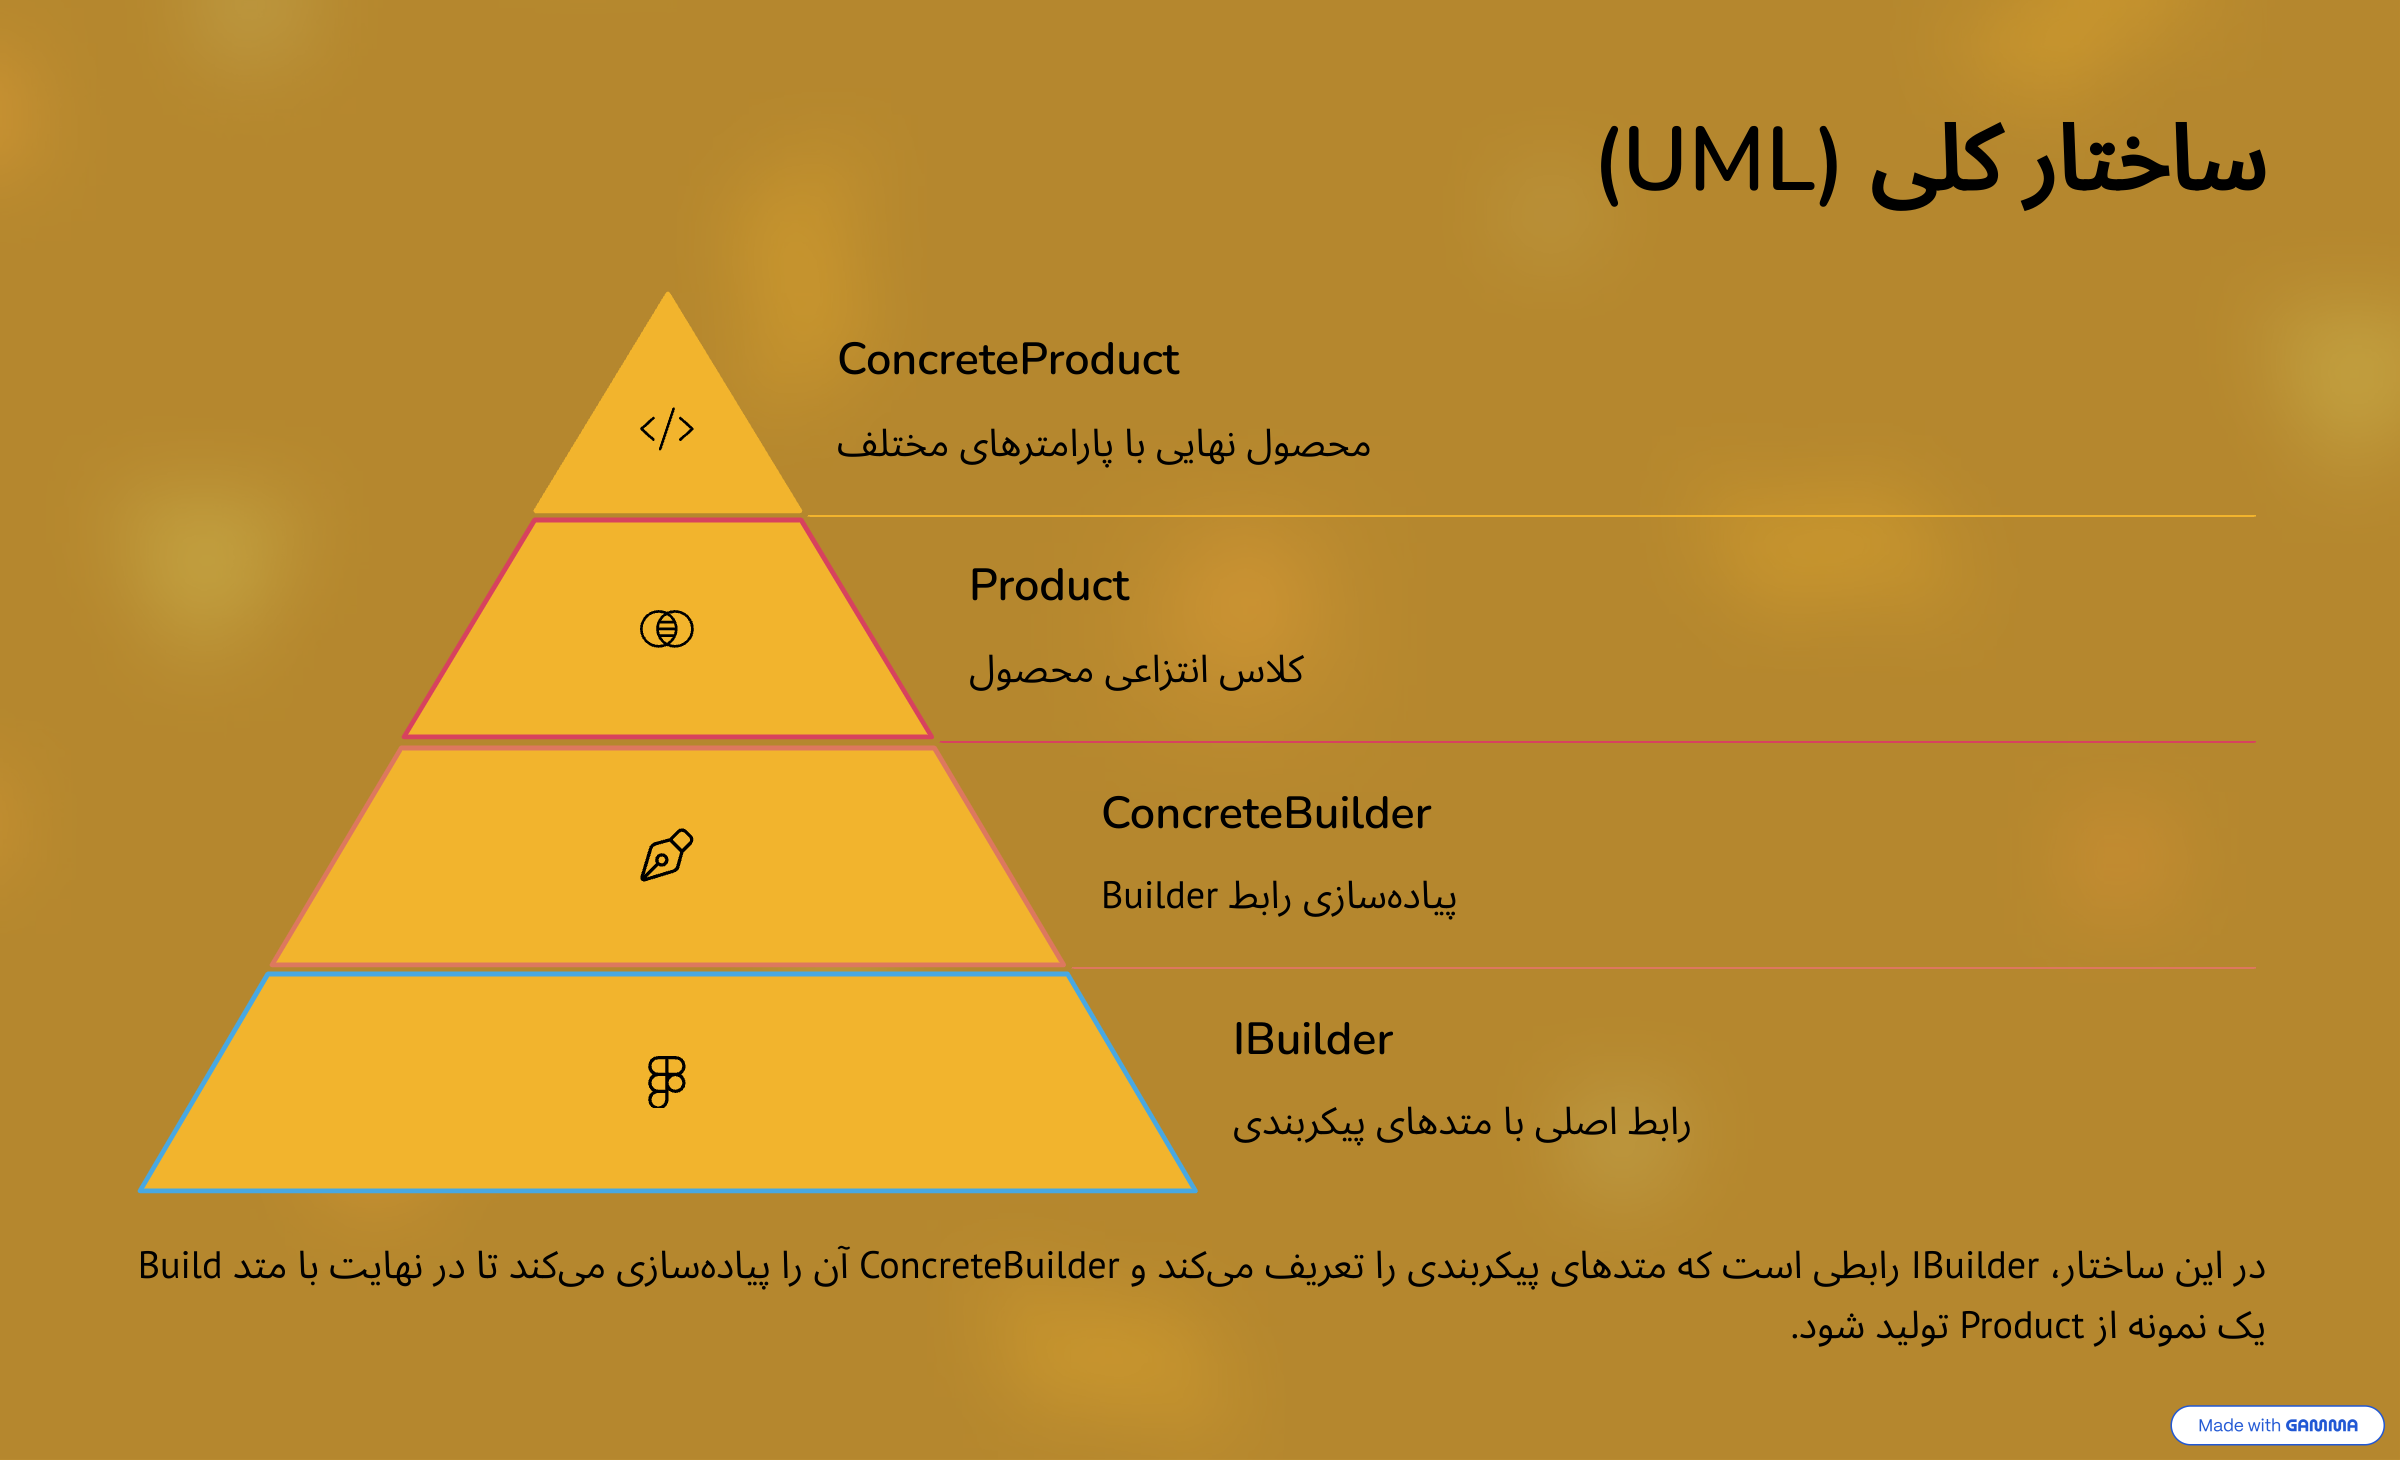 ساختار کلی (UML)
ConcreteProduct
محصول نهایی با پارامترهای مختلف
Product
کلاس انتزاعی محصول
ConcreteBuilder
پیاده‌سازی رابط Builder
IBuilder
رابط اصلی با متدهای پیکربندی
در این ساختار، IBuilder رابطی است که متدهای پیکربندی را تعریف می‌کند و ConcreteBuilder آن را پیاده‌سازی می‌کند تا در نهایت با متد Build
یک نمونه از Product تولید شود.
Made with GAMMA